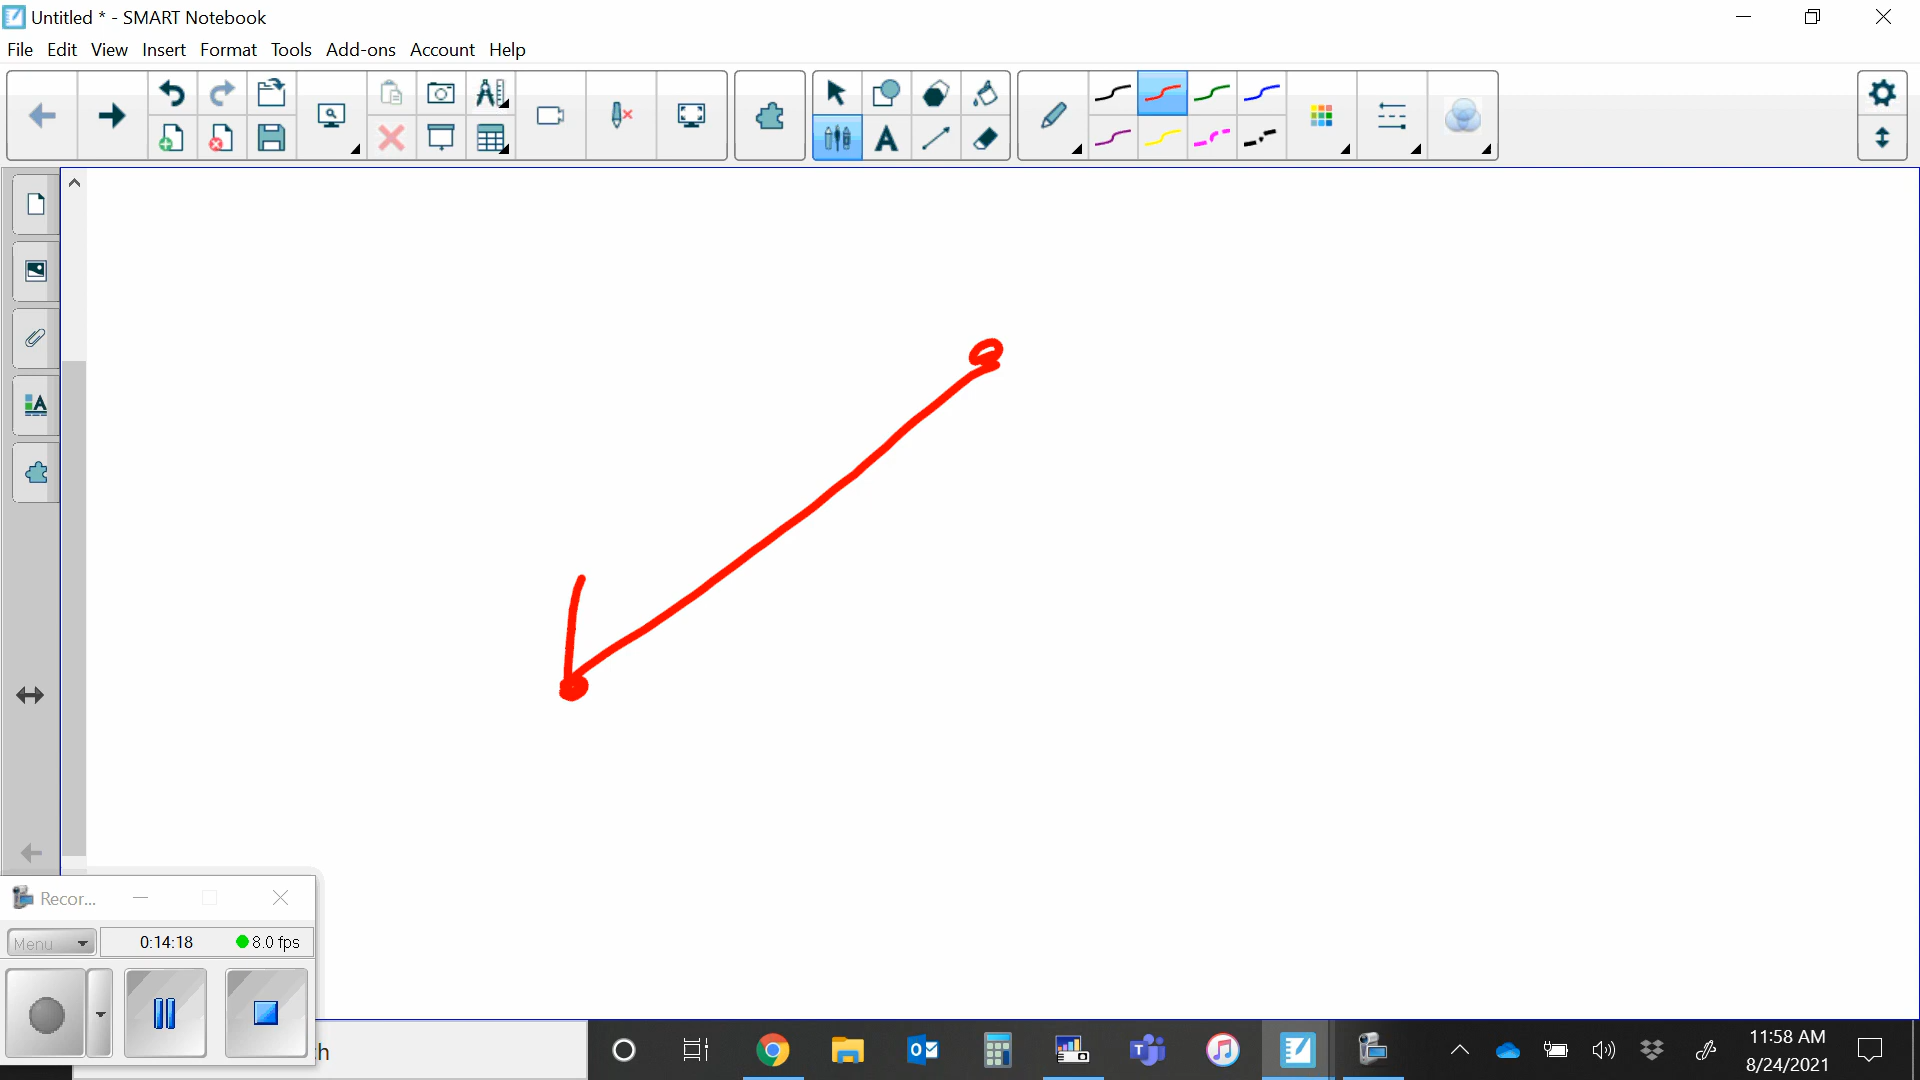 Untitled * - SMART Notebook
File Edit View Insert Format Tools Add-ons Account Help
Recor...
Menu 0:14:18 8.0 fps
11:58 AM
8/24/2021